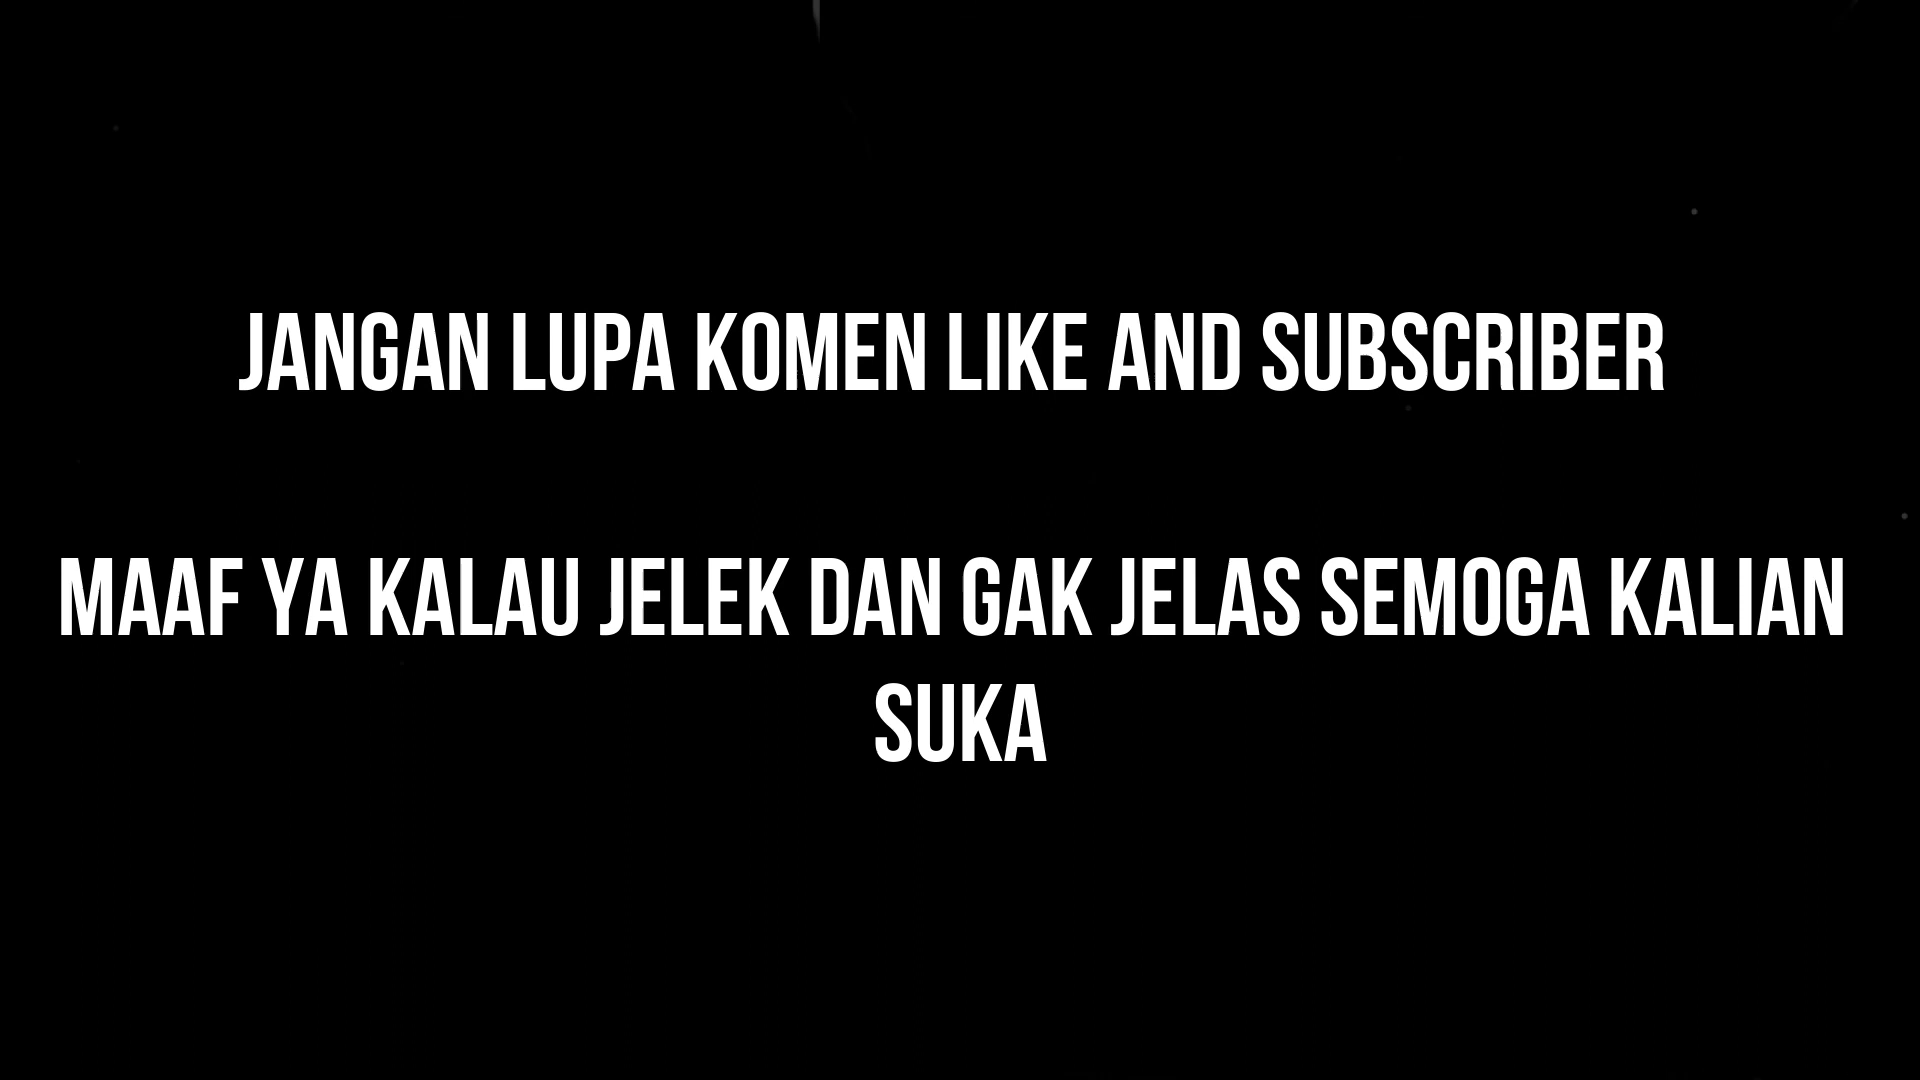 JANGAN LUPA KOMEN LIKE AND SUBSCRIBER
MAAF YA KALAU JELEK DAN GAK JELAS SEMOGA KALIAN
SUKA